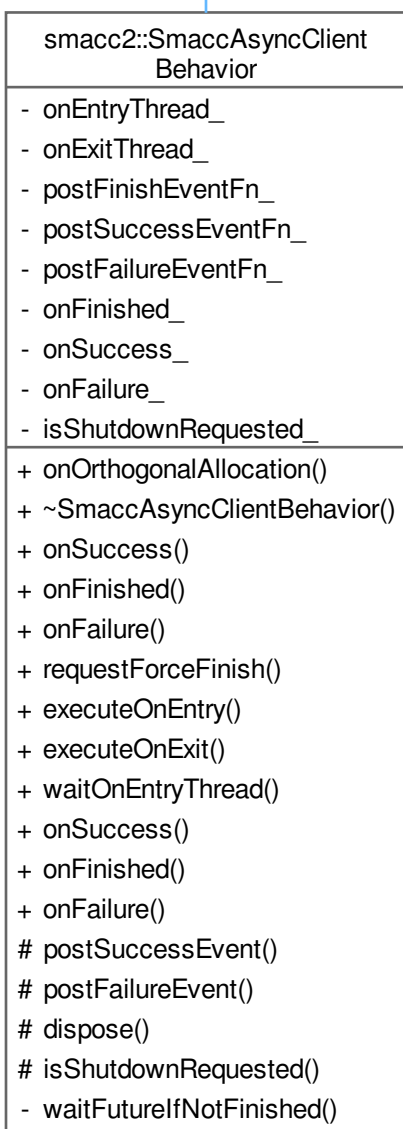 smacc2::SmaccAsyncClient
Behavior
- onEntryThread_
- onExitThread_
- postFinishEventFn_
- postSuccessEventFn_
- postFailureEventFn_
- onFinished_
- onSuccess_
- onFailure_
- isShutdownRequested_
+ onOrthogonalAllocation()
+ ~SmaccAsyncClientBehavior()
+ onSuccess()
+ onFinished()
+ onFailure()
+ requestForceFinish()
+ executeOnEntry()
+ executeOnExit()
+ waitOnEntryThread()
+ onSuccess()
+ onFinished()
+ onFailure()
# postSuccessEvent()
# postFailureEvent()
# dispose()
# isShutdownRequested()
- waitFutureIfNotFinished()